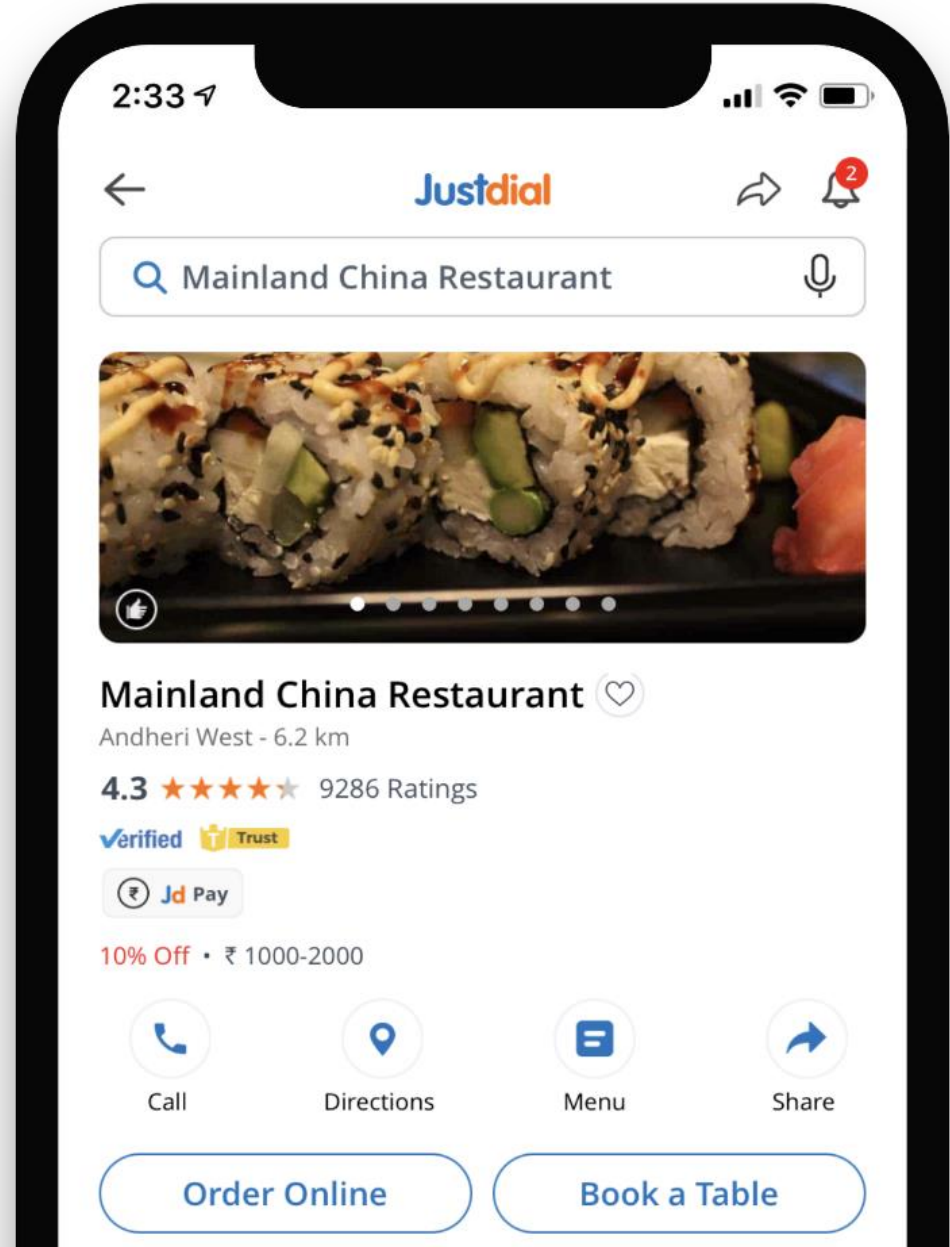 2:33
Justdial
2
Mainland China Restaurant
Mainland China Restaurant
Andheri West - 6.2 km
4.3 9286 Ratings
Verified T Trust
₹ Jd Pay
10% Off • ₹ 1000-2000
Call Directions Menu Share
Order Online Book a Table